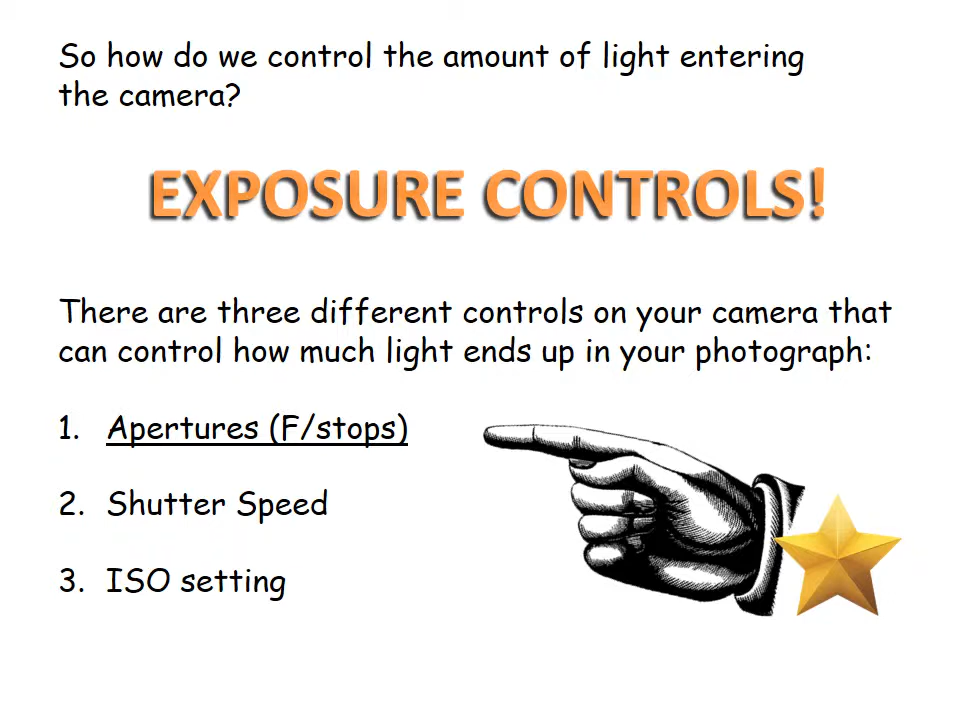 So how do we control the amount of light entering
the camera?
EXPOSURE CONTROLS!
There are three different controls on your camera that
can control how much light ends up in your photograph:
1. Apertures (F/stops)
2. Shutter Speed
3. ISO setting